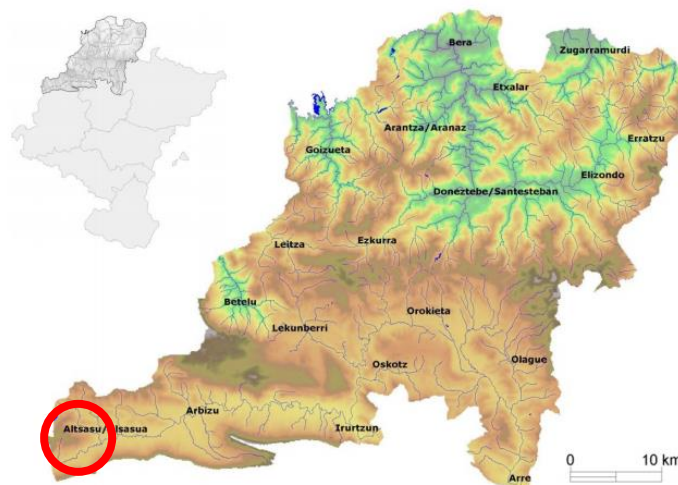 Bera
Zugarramurdi
Etxalar
Arantza/Aranaz
Erratzu
Goizueta
Elizondo
Doneztebe/Santesteban
Leitza
Ezkurra
Betelu
Orokieta
Lekunberri
Olague
Oskotz
Arbizu
Altsasu/Alsasua
Irurtzun
0 10 km
Arre